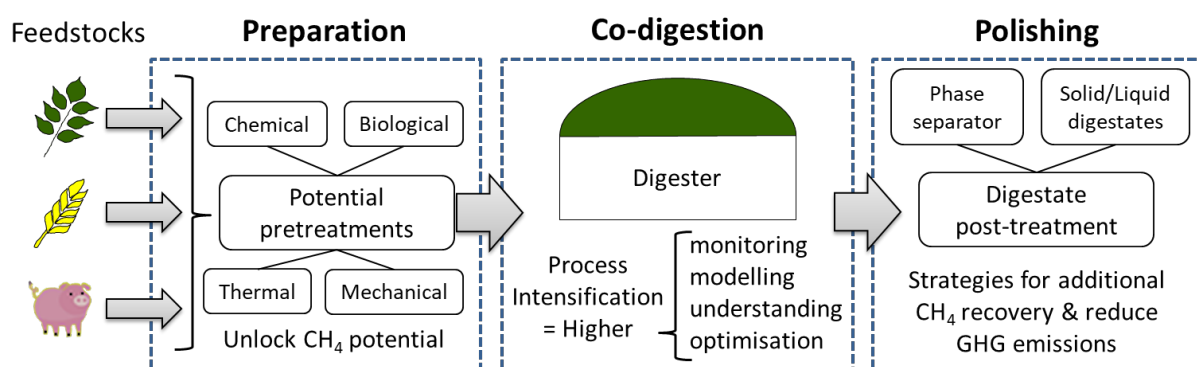 Feedstocks
Preparation
Chemical
Biological
Potential
pretreatments
Thermal
Mechanical
Unlock CH₄ potential
Co-digestion
Digester
Process
Intensification
= Higher
monitoring
modelling
understanding
optimisation
Polishing
Phase
separator
Solid/Liquid
digestates
Digestate
post-treatment
Strategies for additional
CH₄ recovery & reduce
GHG emissions